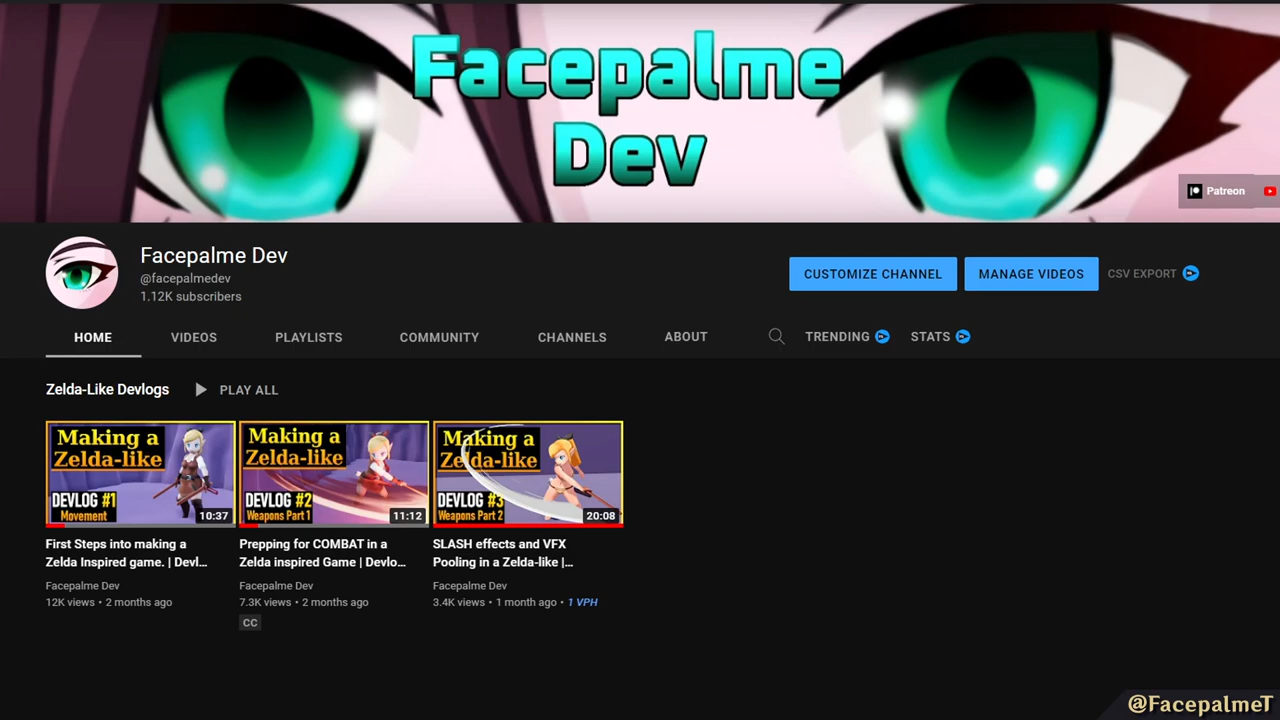 Facepalme
Dev
Patreon
Facepalme Dev
@facepalmedev
1.12K subscribers
CUSTOMIZE CHANNEL
MANAGE VIDEOS
CSV EXPORT
HOME
VIDEOS
PLAYLISTS
COMMUNITY
CHANNELS
ABOUT
TRENDING
STATS
Zelda-Like Devlogs
PLAY ALL
Making a
Zelda-like
DEVLOG #1
Movement
10:37
Making a
Zelda-like
DEVLOG #2
Weapons Part 1
11:12
Making a
Zelda-like
DEVLOG #3
Weapons Part 2
20:08
First Steps into making a
Zelda Inspired game. | Devl...
Facepalme Dev
12K views • 2 months ago
Prepping for COMBAT in a
Zelda inspired Game | Devlo...
Facepalme Dev
7.3K views • 2 months ago
CC
SLASH effects and VFX
Pooling in a Zelda-like |...
Facepalme Dev
3.4K views • 1 month ago • 1 VPH
@FacepalmeT